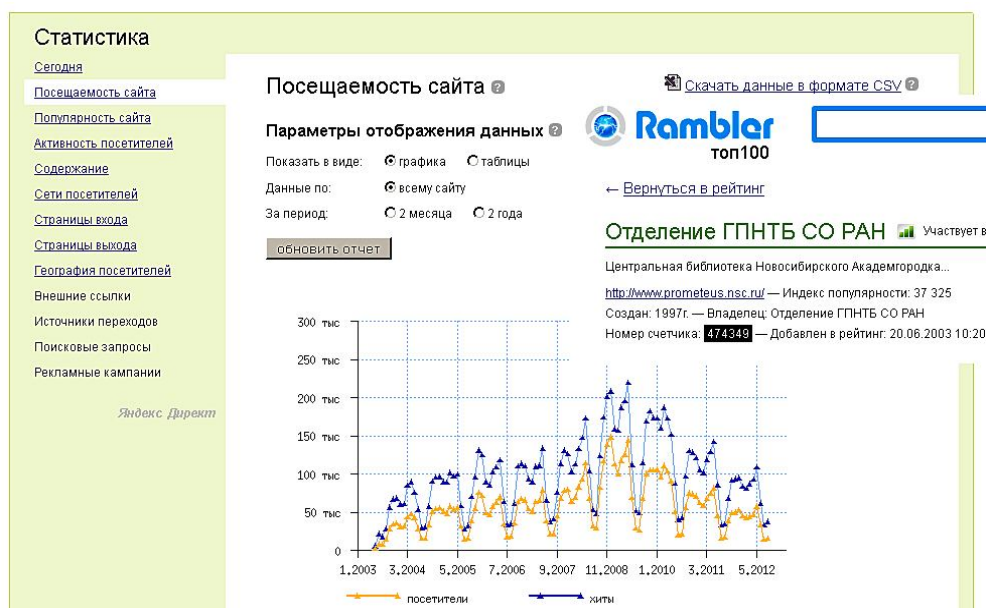 Статистика
Сегодня
Посещаемость сайта
Популярность сайта
Активность посетителей
Содержание
Сети посетителей
Страницы входа
Страницы выхода
География посетителей
Внешние ссылки
Источники переходов
Поисковые запросы
Рекламные кампании
Яндекс Директ
Посещаемость сайта ?
Скачать данные в формате CSV ?
Параметры отображения данных ?
Показать в виде: графика таблицы
Данные по: всему сайту
За период: 2 месяца 2 года
обновить отчет
Rambler
топ100
← Вернуться в рейтинг
Отделение ГПНТБ СО РАН Участвует в
Центральная библиотека Новосибирского Академгородка...
http://www.prometeus.nsc.ru/ — Индекс популярности: 37 325
Создан: 1997г. — Владелец: Отделение ГПНТБ СО РАН
Номер счетчика: 474349 — Добавлен в рейтинг: 20.06.2003 10:20
300 тыс
250 тыс
200 тыс
150 тыс
100 тыс
50 тыс
0
1.2003 3.2004 5.2005 7.2006 9.2007 11.2008 1.2010 3.2011 5.2012
посетители хиты